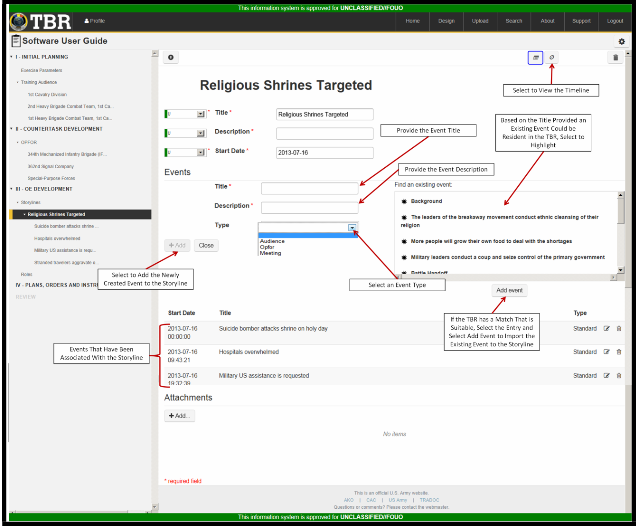 This information system is approved for UNCLASSIFIED//FOUO
TBR Profile Home Design Upload Search About Support Logout
Software User Guide
I - INITIAL PLANNING
Exercise Parameters
Training Audience
1st Cavalry Division
2nd Heavy Brigade Combat Team, 1st Ca...
1st Heavy Brigade Combat Team, 1st Ca...
II - COUNTERTASK DEVELOPMENT
OPFOR
344th Mechanized Infantry Brigade (IF...
352nd Signal Company
Special-Purpose Forces
III - OE DEVELOPMENT
Storylines
Religious Shrines Targeted
Suicide bomber attacks shrine...
Hospitals overwhelmed
Military US assistance is requ...
Stranded travelers aggravate e...
Roles
IV - PLANS, ORDERS AND INSTR
REVIEW
Select to View the Timeline
Religious Shrines Targeted
U * Title * Religious Shrines Targeted
U * Description *
U * Start Date * 2013-07-16
Provide the Event Title
Based on the Title Provided an
Existing Event Could be
Resident in the TBR, Select to
Highlight
Events
Title *
Description *
Type
Audience
Opfor
Meeting
+ Add Close
Provide the Event Description
Find an existing event:
Background
The leaders of the breakaway movement conduct ethnic cleansing of their
religion
More people will grow their own food to deal with the shortages
Military leaders conduct a coup and seize control of the primary government
Battle Handoff
Select to Add the Newly
Created Event to the Storyline
Select an Event Type
Add event
If the TBR has a Match That is
Suitable, Select the Entry and
Select Add Event to Import the
Existing Event to the Storyline
Events That Have Been
Associated With the Storyline
Start Date Title Type
2013-07-16
00:00:00 Suicide bomber attacks shrine on holy day Standard
2013-07-16
09:43:21 Hospitals overwhelmed Standard
2013-07-16
19:32:39 Military US assistance is requested Standard
Attachments
+ Add...
No items
* required field
This is an official U.S. Army website.
AKO | CAC | US Army | TRADOC
Questions or comments? Please contact the webmaster.
This information system is approved for UNCLASSIFIED//FOUO